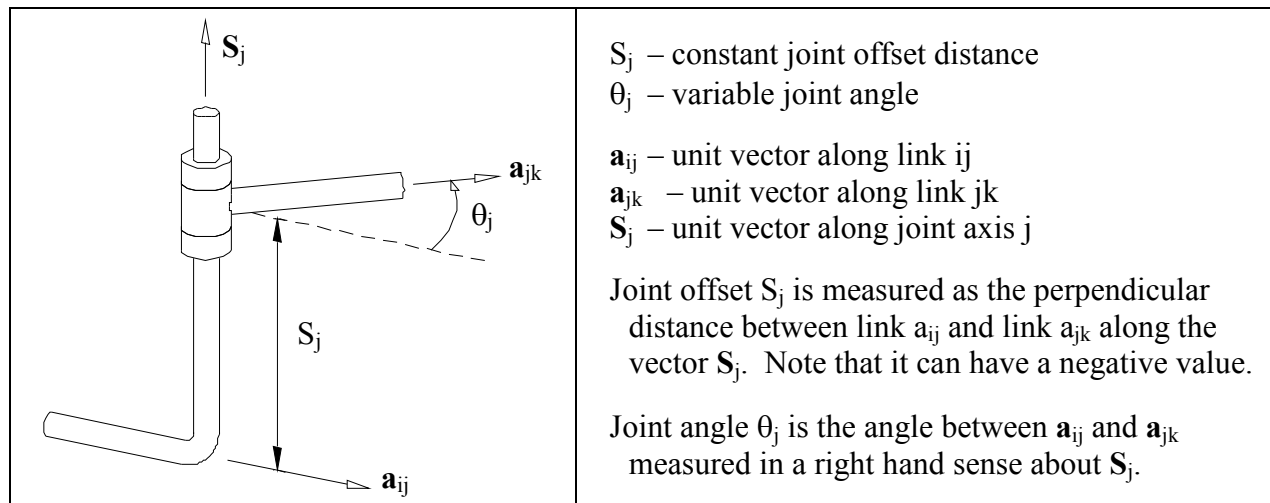 S_j
a_jk
θ_j
S_j
a_ij
S_j – constant joint offset distance
θ_j – variable joint angle
a_ij – unit vector along link ij
a_jk – unit vector along link jk
S_j – unit vector along joint axis j
Joint offset S_j is measured as the perpendicular
distance between link a_ij and link a_jk along the
vector S_j. Note that it can have a negative value.
Joint angle θ_j is the angle between a_ij and a_jk
measured in a right hand sense about S_j.